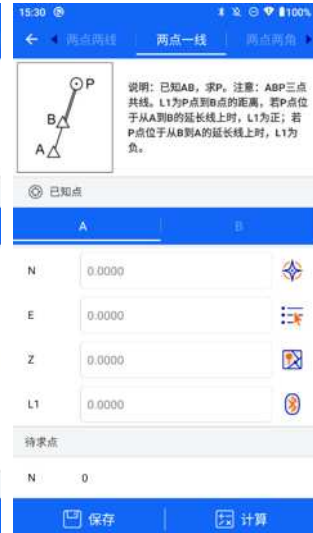 15:30 100%
两点两线 两点一线 两点两角
P
B
A
说明：已知AB，求P。注意：ABP三点
共线。L1为P点到B点的距离，若P点位
于从A到B的延长线上时，L1为正；若
P点位于从B到A的延长线上时，L1为
负。
已知点
A B
N 0.0000
E 0.0000
Z 0.0000
L1 0.0000
待求点
N 0
保存 计算